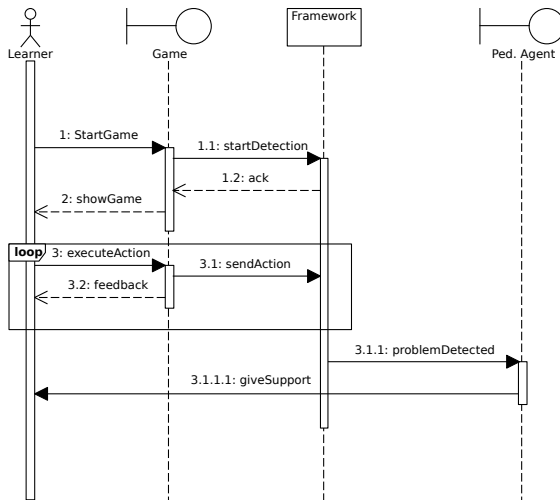 Framework
Learner
Game
Ped. Agent
1: StartGame
1.1: startDetection
1.2: ack
2: showGame
loop
3: executeAction
3.1: sendAction
3.2: feedback
3.1.1: problemDetected
3.1.1.1: giveSupport